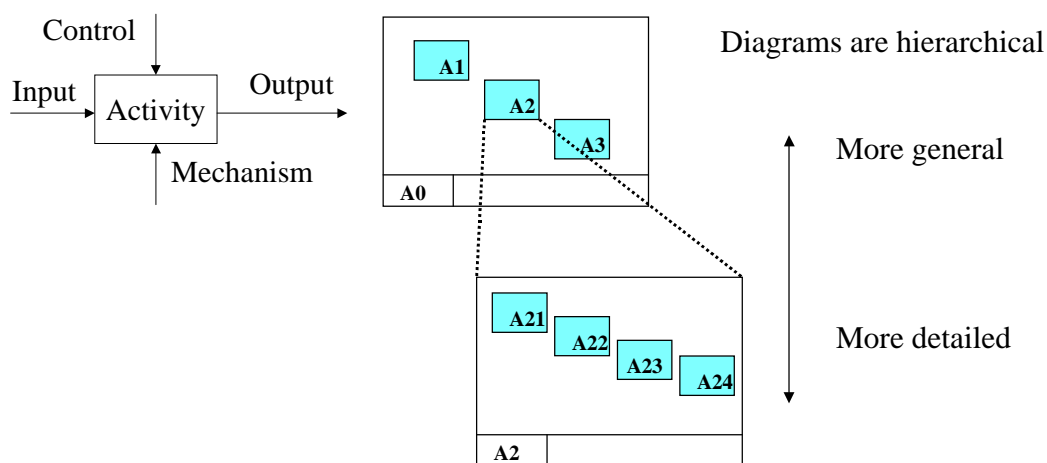 Control
Input
Activity
Output
Mechanism
A1
A2
A3
A0
Diagrams are hierarchical
More general
More detailed
A21
A22
A23
A24
A2